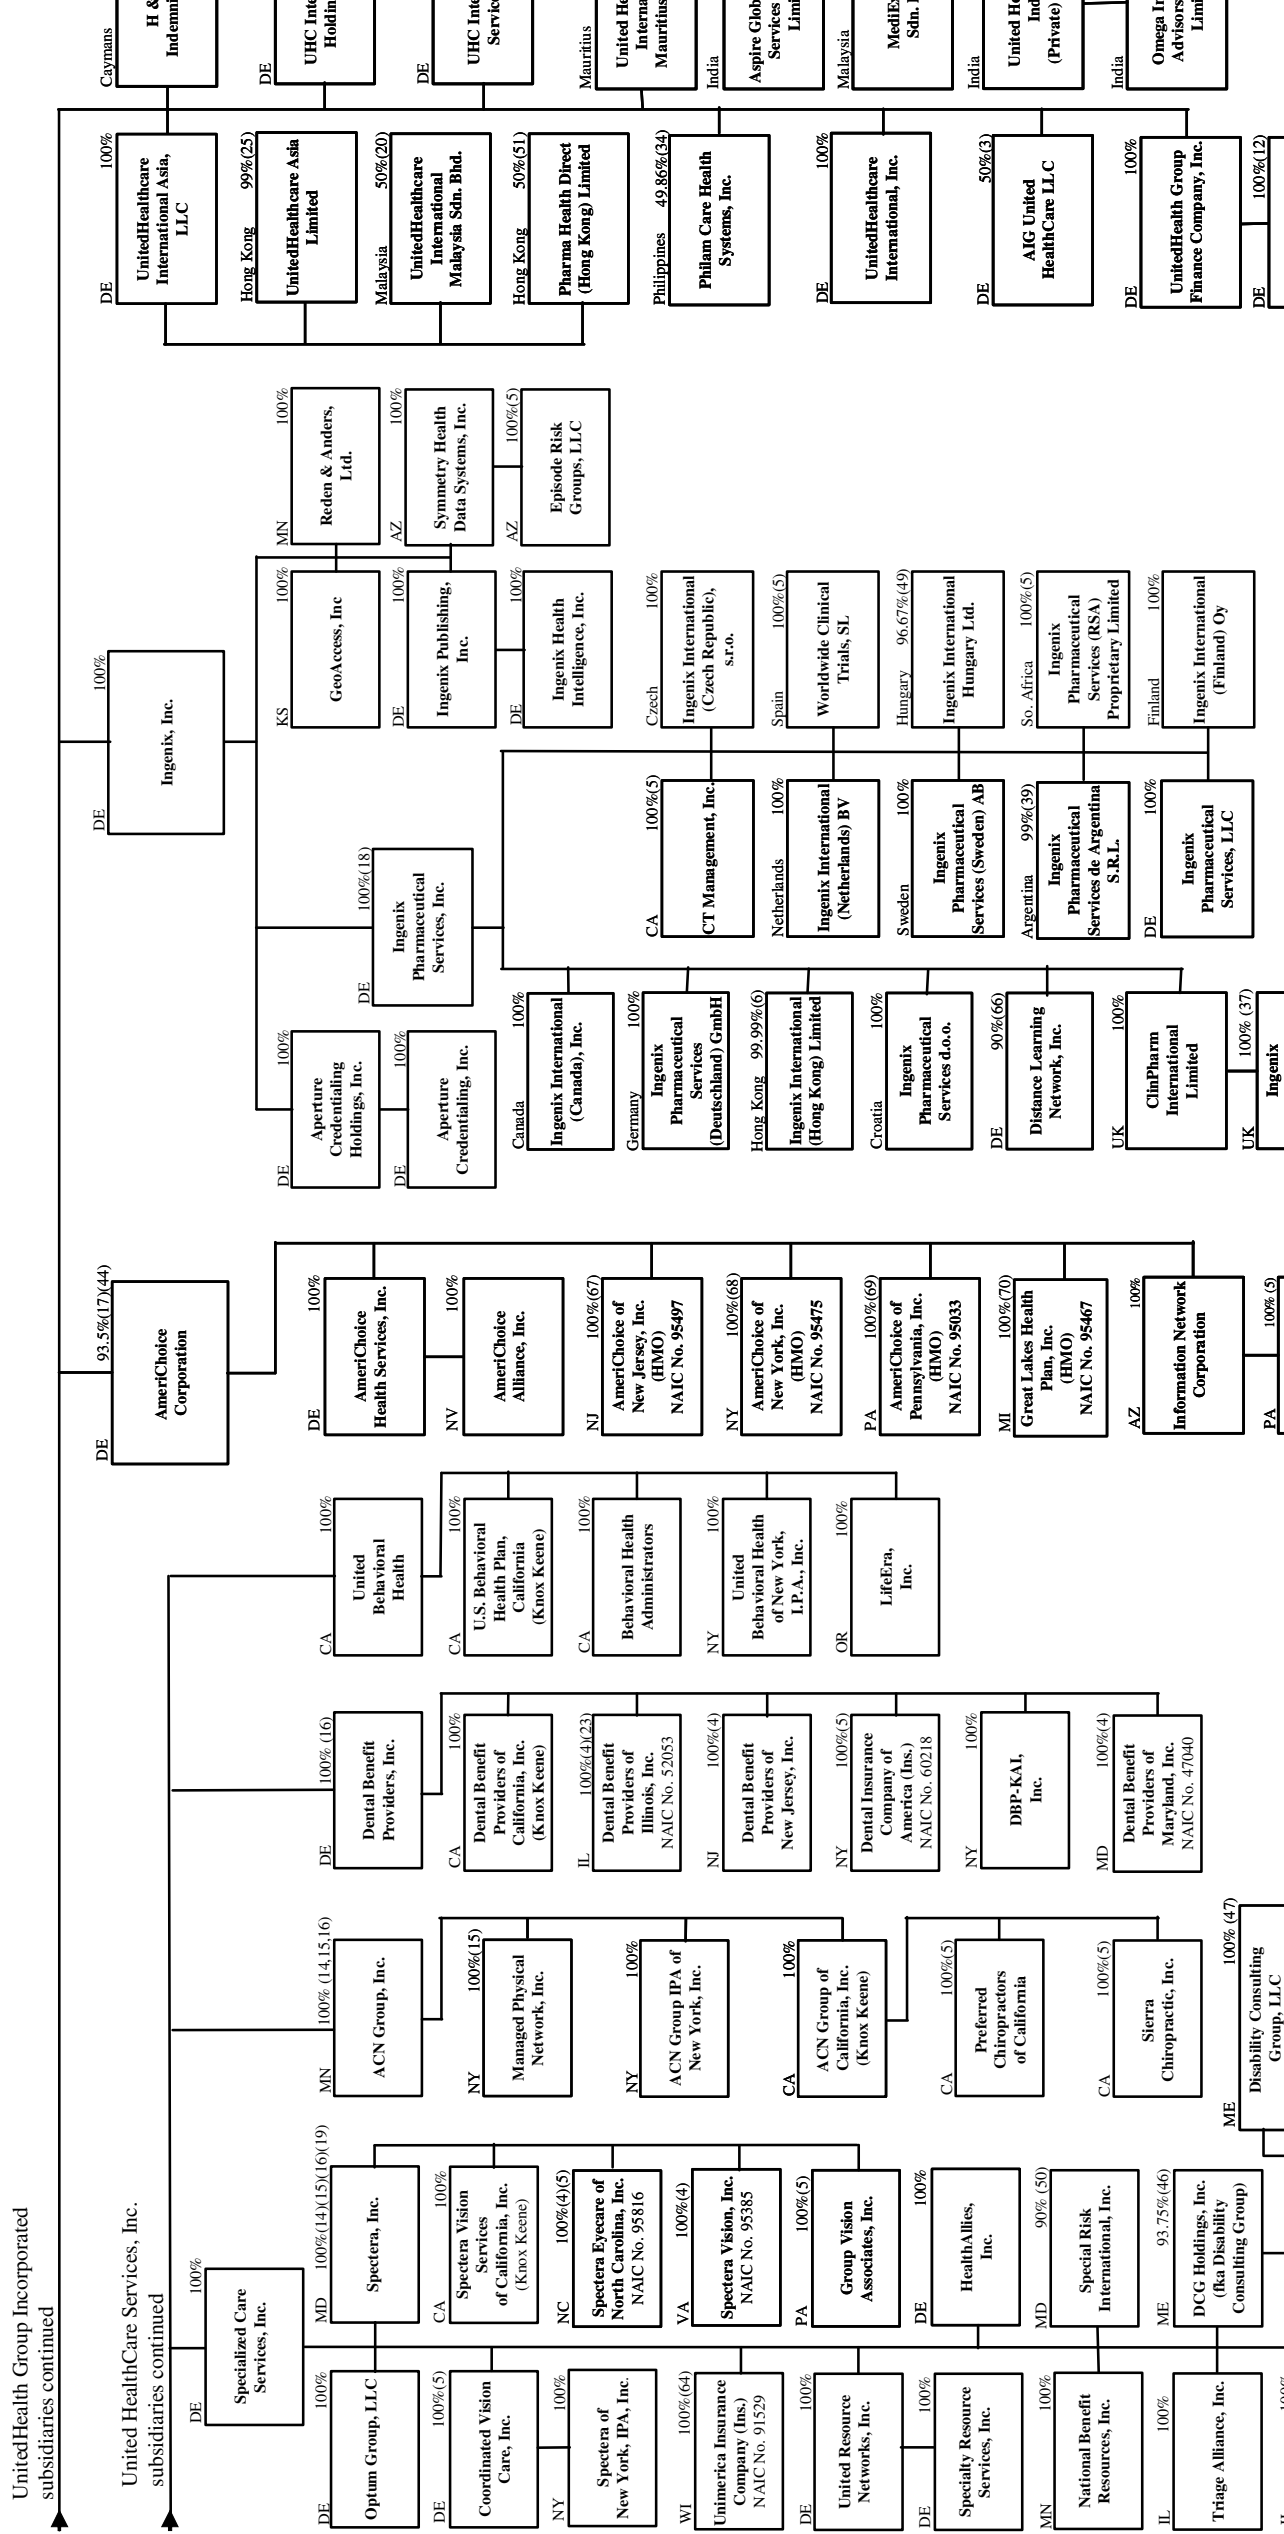 UnitedHealth Group Incorporated
subsidiaries continued
United HealthCare Services, Inc.
subsidiaries continued
DE
100%
Specialized Care
Services, Inc.
DE
100%
Optum Group, LLC
DE
100%(5)
Coordinated Vision
Care, Inc.
NY
100%
Spectera of
New York, IPA, Inc.
WI
100%(64)
Unimerica Insurance
Company (Ins.)
NAIC No. 91529
DE
100%
United Resource
Networks, Inc.
DE
100%
Specialty Resource
Services, Inc.
MN
100%
National Benefit
Resources, Inc.
IL
100%
Triage Alliance, Inc.
MD
100%(14)(15)(16)(19)
Spectera, Inc.
CA
100%
Spectera Vision
Services
of California, Inc.
(Knox Keene)
NC
100%(4)(5)
Spectera Eyecare of
North Carolina, Inc.
NAIC No. 95816
VA
100%(4)
Spectera Vision, Inc.
NAIC No. 95385
PA
100%(5)
Group Vision
Associates, Inc.
DE
100%
HealthAllies,
Inc.
MD
90% (50)
Special Risk
International, Inc.
ME
93.75%(46)
DCG Holdings, Inc.
(fka Disability
Consulting Group)
ME
100% (47)
Disability Consulting
Group, LLC
MN
100% (14,15,16)
ACN Group, Inc.
NY
100%(15)
Managed Physical
Network, Inc.
NY
100%
ACN Group IPA of
New York, Inc.
CA
100%
ACN Group of
California, Inc.
(Knox Keene)
CA
100%(5)
Preferred
Chiropractors
of California
CA
100%(5)
Sierra
Chiropractic, Inc.
DE
100% (16)
Dental Benefit
Providers, Inc.
CA
100%
Dental Benefit
Providers of
California, Inc.
(Knox Keene)
IL
100%(4)(23)
Dental Benefit
Providers of
Illinois, Inc.
NAIC No. 52053
NJ
100%(4)
Dental Benefit
Providers of
New Jersey, Inc.
NY
100%(5)
Dental Insurance
Company of
America (Ins.)
NAIC No. 60218
NY
100%
DBP-KAI,
Inc.
MD
100%(4)
Dental Benefit
Providers of
Maryland, Inc.
NAIC No. 47040
CA
100%
United
Behavioral
Health
CA
100%
U.S. Behavioral
Health Plan,
California
(Knox Keene)
CA
100%
Behavioral Health
Administrators
NY
100%
United
Behavioral Health
of New York,
I.P.A., Inc.
OR
100%
LifeEra,
Inc.
DE
93.5%(17)(44)
AmeriChoice
Corporation
DE
100%
AmeriChoice
Health Services, Inc.
NV
100%
AmeriChoice
Alliance, Inc.
NJ
100%(67)
AmeriChoice of
New Jersey, Inc.
(HMO)
NAIC No. 95497
NY
100%(68)
AmeriChoice of
New York, Inc.
(HMO)
NAIC No. 95475
PA
100%(69)
AmeriChoice of
Pennsylvania, Inc.
(HMO)
NAIC No. 95033
MI
100%(70)
Great Lakes Health
Plan, Inc.
(HMO)
NAIC No. 95467
AZ
100%
Information Network
Corporation
PA
100% (5)
DE
100%
Ingenix, Inc.
DE
100%
Aperture
Credentialing
Holdings, Inc.
DE
100%
Aperture
Credentialing, Inc.
DE
100%(18)
Ingenix
Pharmaceutical
Services, Inc.
KS
100%
GeoAccess, Inc
DE
100%
Ingenix Publishing,
Inc.
DE
100%
Ingenix Health
Intelligence, Inc.
MN
100%
Reden & Anders,
Ltd.
AZ
100%
Symmetry Health
Data Systems, Inc.
AZ
100%(5)
Episode Risk
Groups, LLC
Canada
100%
Ingenix International
(Canada), Inc.
Germany
100%
Ingenix
Pharmaceutical
Services
(Deutschland) GmbH
Hong Kong
99.99%(6)
Ingenix International
(Hong Kong) Limited
Croatia
100%
Ingenix
Pharmaceutical
Services d.o.o.
DE
90%(66)
Distance Learning
Network, Inc.
UK
100%
ClinPharm
International
Limited
UK
100% (37)
Ingenix
CA
100%(5)
CT Management, Inc.
Netherlands
100%
Ingenix International
(Netherlands) BV
Sweden
100%
Ingenix
Pharmaceutical
Services (Sweden) AB
Argentina
99%(39)
Ingenix
Pharmaceutical
Services de Argentina
S.R.L.
DE
100%
Ingenix
Pharmaceutical
Services, LLC
Czech
100%
Ingenix International
(Czech Republic),
s.r.o.
Spain
100%(5)
Worldwide Clinical
Trials, SL
Hungary
96.67%(49)
Ingenix International
Hungary Ltd.
So. Africa
100%(5)
Ingenix
Pharmaceutical
Services (RSA)
Proprietary Limited
Finland
100%
Ingenix International
(Finland) Oy
DE
100%
UnitedHealthcare
International Asia,
LLC
Hong Kong
99%(25)
UnitedHealthcare Asia
Limited
Malaysia
50%(20)
UnitedHealthcare
International
Malaysia Sdn. Bhd.
Hong Kong
50%(51)
Pharma Health Direct
(Hong Kong) Limited
Philippines
49.86%(34)
Philam Care Health
Systems, Inc.
DE
100%
UnitedHealthcare
International, Inc.
DE
50%(3)
AIG United
HealthCare LLC
DE
100%
UnitedHealth Group
Finance Company, Inc.
DE
100%(12)
Caymans
H &
Indemni
DE
UHC Inte
Holdin
DE
UHC Inte
Service
Mauritius
United He
Interna
Mauritius
India
Aspire Glob
Services
Limi
Malaysia
MediEx
Sdn.
India
United He
Ind
(Private)
India
Omega In
Advisors
Limi